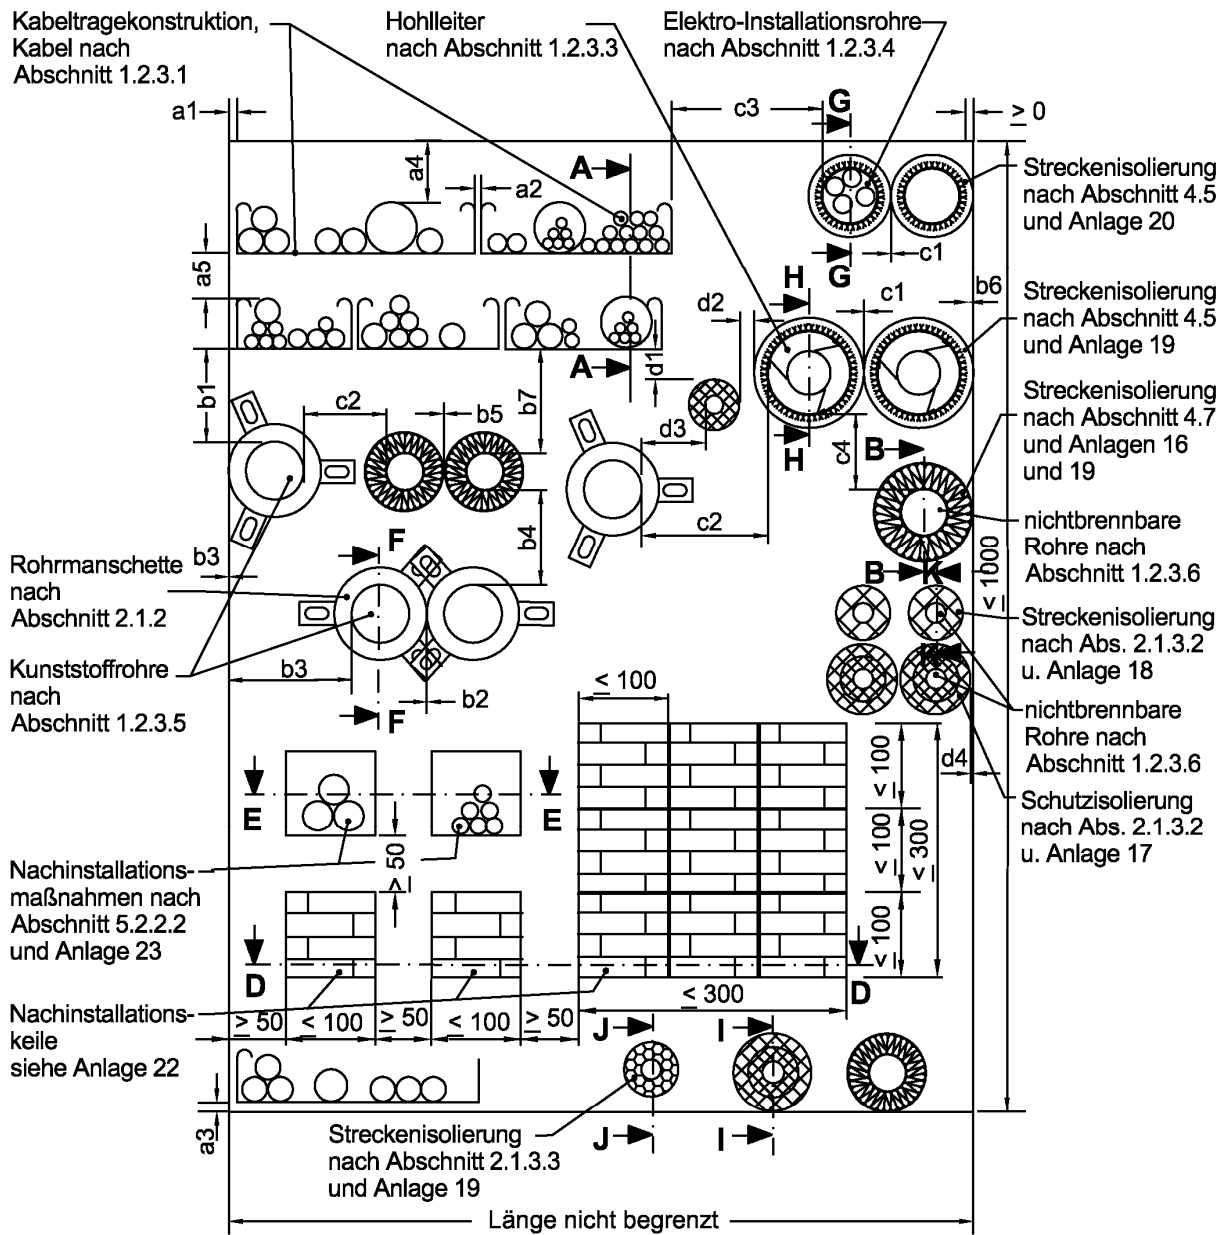 Kabeltragekonstruktion,
Kabel nach
Abschnitt 1.2.3.1
Hohlleiter
nach Abschnitt 1.2.3.3
Elektro-Installationsrohre
nach Abschnitt 1.2.3.4
a1
c3
G
≥ 0
a4
a2
A
Streckenisolierung
nach Abschnitt 4.5
und Anlage 20
a5
G
c1
H
d2
c1
b6
Streckenisolierung
nach Abschnitt 4.5
und Anlage 19
b1
A
d1
c2
b5
b7
d3
H
c4
B
Streckenisolierung
nach Abschnitt 4.7
und Anlagen 16
und 19
b4
c2
nichtbrennbare
Rohre nach
Abschnitt 1.2.3.6
F
b3
B
K
≤ 1000
Rohrmanschette
nach
Abschnitt 2.1.2
Streckenisolierung
nach Abs. 2.1.3.2
u. Anlage 18
K
Kunststoffrohre
nach
Abschnitt 1.2.3.5
b3
F
b2
≤ 100
nichtbrennbare
Rohre nach
Abschnitt 1.2.3.6
d4
E
E
≤ 100
≤ 100
≤ 100
≤ 300
Schutzisolierung
nach Abs. 2.1.3.2
u. Anlage 17
≥ 50
Nachinstallations-
maßnahmen nach
Abschnitt 5.2.2.2
und Anlage 23
D
D
≤ 300
Nachinstallations-
keile
siehe Anlage 22
≥ 50
≤ 100
≥ 50
≤ 100
≥ 50
J
I
a3
J
I
Streckenisolierung
nach Abschnitt 2.1.3.3
und Anlage 19
Länge nicht begrenzt